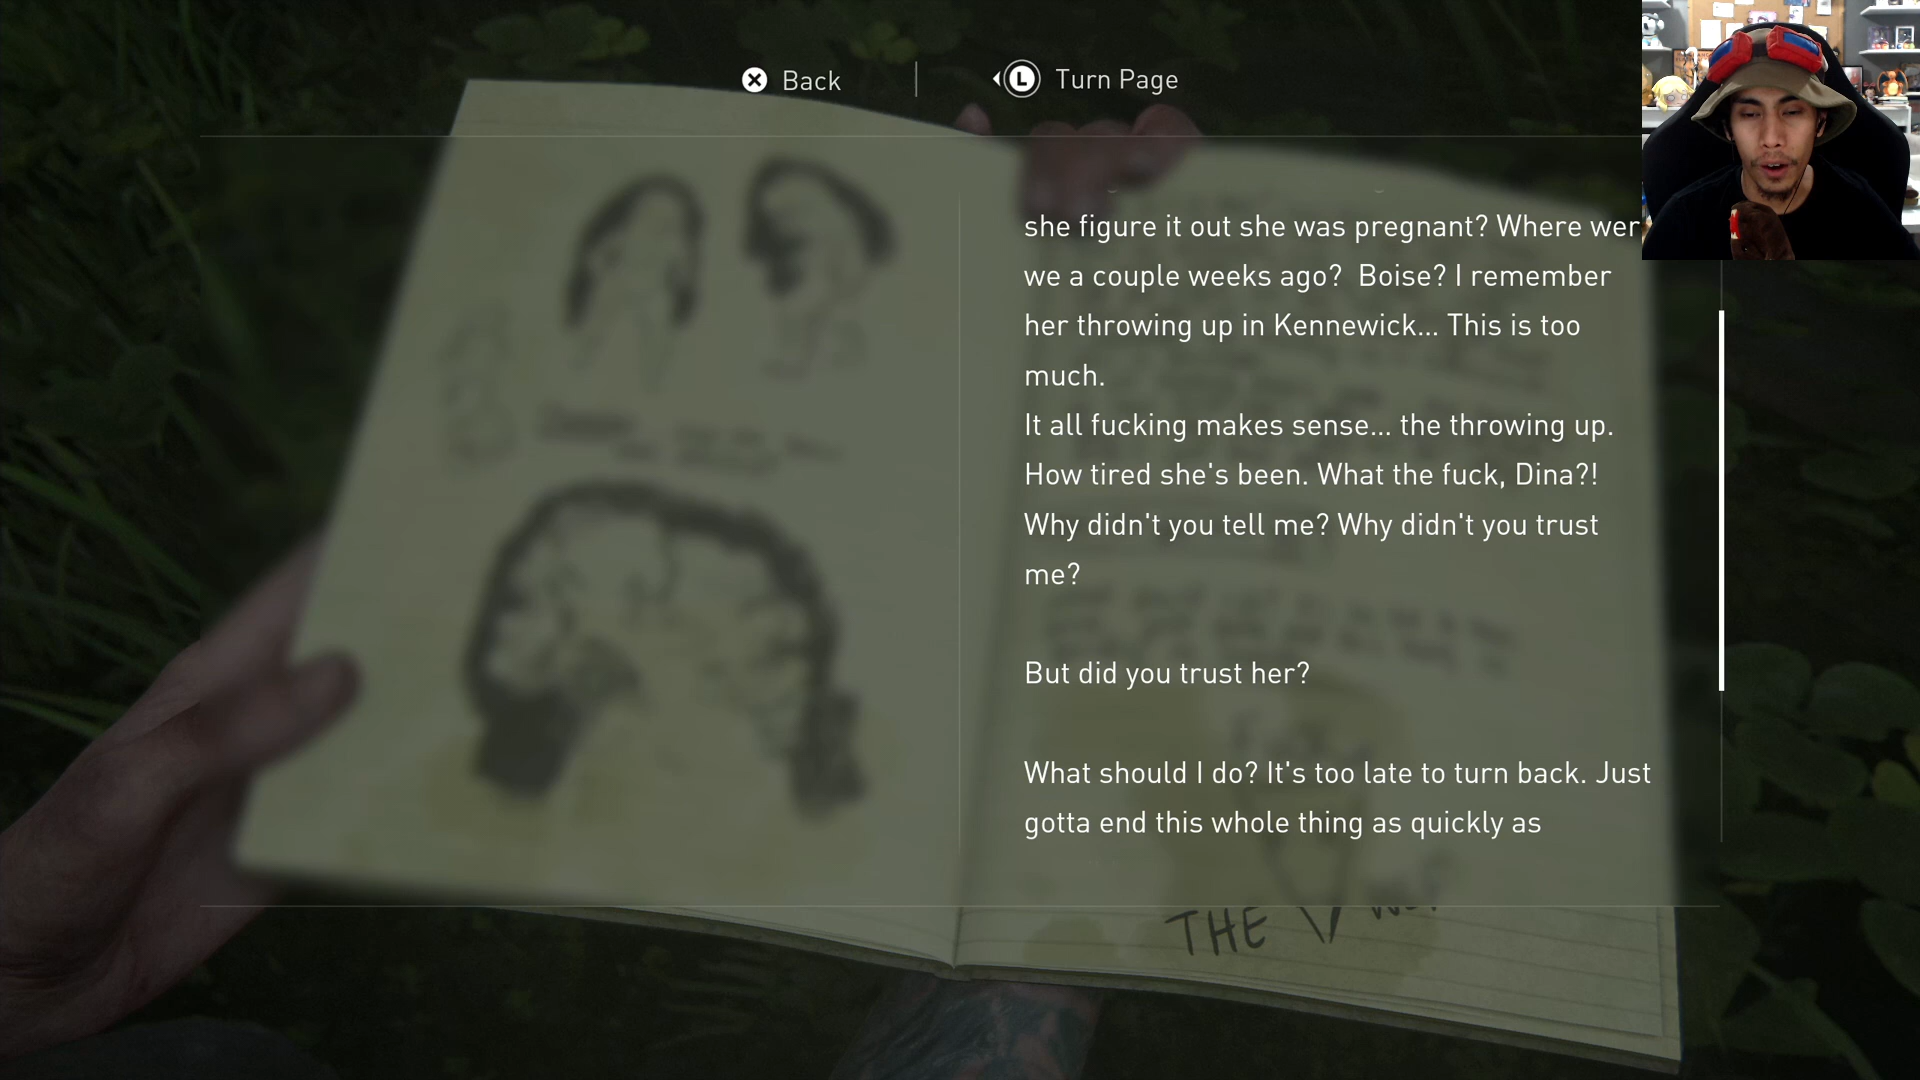 Back
L Turn Page
she figure it out she was pregnant? Where wer
we a couple weeks ago? Boise? I remember
her throwing up in Kennewick... This is too
much.
It all fucking makes sense... the throwing up.
How tired she's been. What the fuck, Dina?!
Why didn't you tell me? Why didn't you trust
me?
But did you trust her?
What should I do? It's too late to turn back. Just
gotta end this whole thing as quickly as
THE